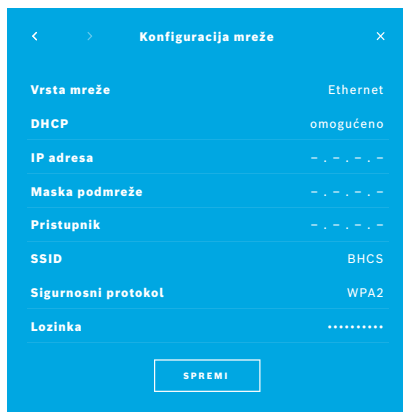 Konfiguracija mreže
Vrsta mreže Ethernet
DHCP omogućeno
IP adresa – . – . – . –
Maska podmreže – . – . – . –
Pristupnik – . – . – . –
SSID BHCS
Sigurnosni protokol WPA2
Lozinka ••••••••••
SPREMI